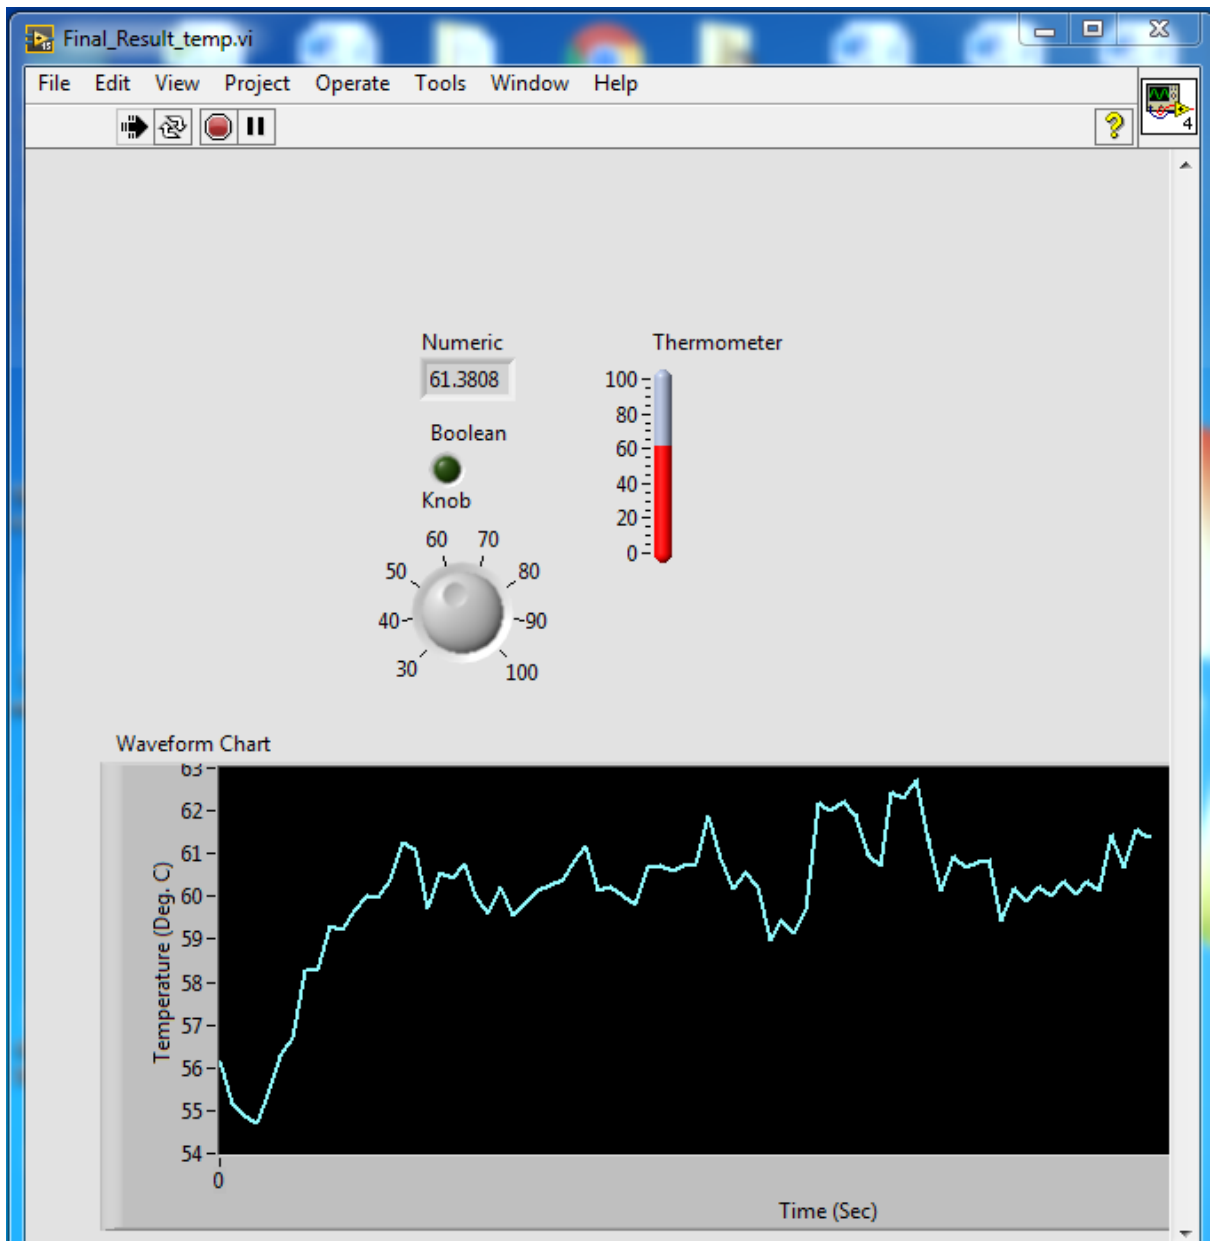 Final_Result_temp.vi
File Edit View Project Operate Tools Window Help
15
?
4
Numeric
61.3808
Boolean
Knob
60 70
50 80
40 90
30 100
Thermometer
100
80
60
40
20
0
Waveform Chart
63
62
61
60
59
58
57
56
55
54
Temperature (Deg. C)
0
Time (Sec)